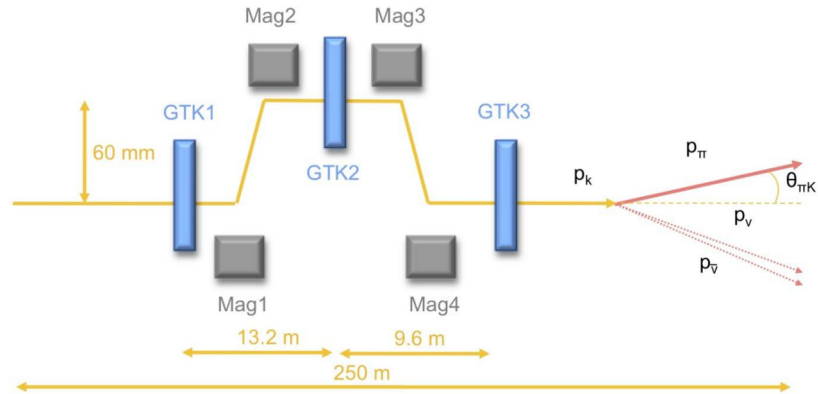 Mag2
Mag3
GTK1
GTK3
60 mm
GTK2
p_π
p_k
θ_πK
p_ν
p_ν̅
Mag1
Mag4
13.2 m
9.6 m
250 m